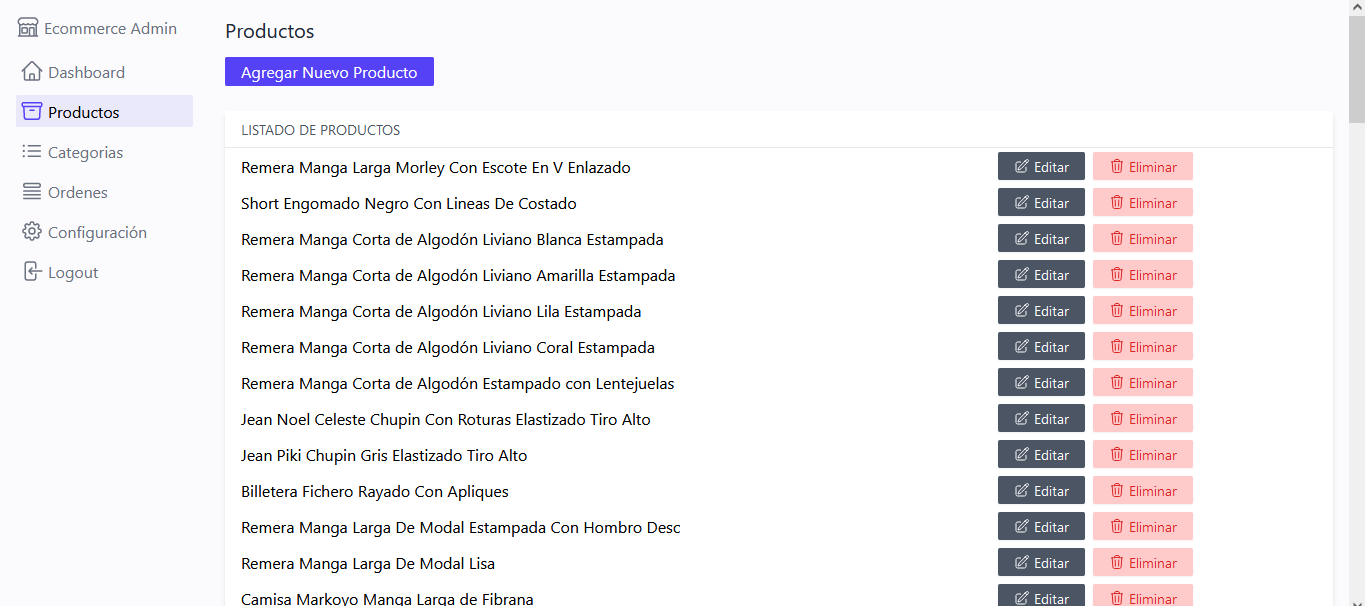 Ecommerce Admin
Dashboard
Productos
Categorias
Ordenes
Configuración
Logout
Productos
Agregar Nuevo Producto
LISTADO DE PRODUCTOS
Remera Manga Larga Morley Con Escote En V Enlazado Editar Eliminar
Short Engomado Negro Con Lineas De Costado Editar Eliminar
Remera Manga Corta de Algodón Liviano Blanca Estampada Editar Eliminar
Remera Manga Corta de Algodón Liviano Amarilla Estampada Editar Eliminar
Remera Manga Corta de Algodón Liviano Lila Estampada Editar Eliminar
Remera Manga Corta de Algodón Liviano Coral Estampada Editar Eliminar
Remera Manga Corta de Algodón Estampado con Lentejuelas Editar Eliminar
Jean Noel Celeste Chupin Con Roturas Elastizado Tiro Alto Editar Eliminar
Jean Piki Chupin Gris Elastizado Tiro Alto Editar Eliminar
Billetera Fichero Rayado Con Apliques Editar Eliminar
Remera Manga Larga De Modal Estampada Con Hombro Desc Editar Eliminar
Remera Manga Larga De Modal Lisa Editar Eliminar
Camisa Markoyo Manga Larga de Fibrana Editar Eliminar